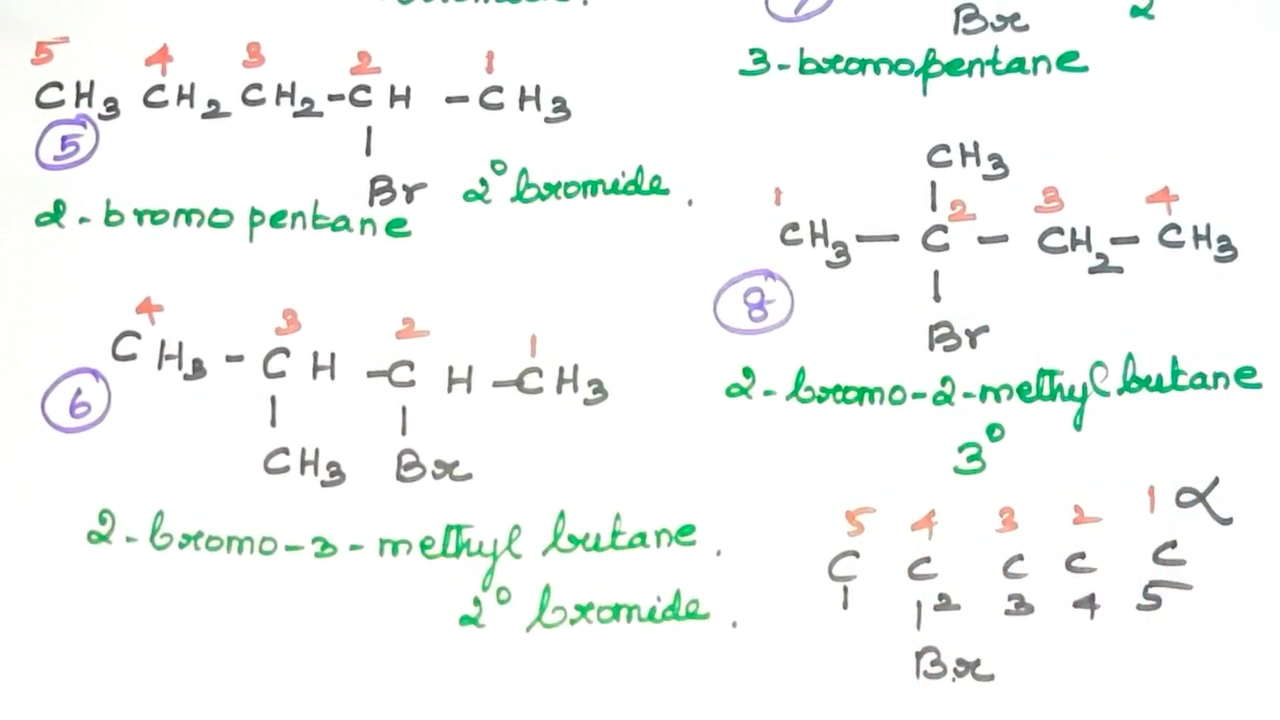 5 4 3 2 1
CH3 CH2 CH2-CH -CH3
|
5
Br 2° bromide.
2-bromo pentane
4 3 2 1
CH3 - CH - CH - CH3
6
| |
CH3 Br
2-bromo-3-methyl butane.
2° bromide.
Br 2
3-bromopentane
CH3
|
1 2 3 4
CH3 — C — CH2 — CH3
8
|
Br
2-bromo-2-methyl butane
3°
5 4 3 2 1 α
C C C C C
1 2 3 4 5
|
Br